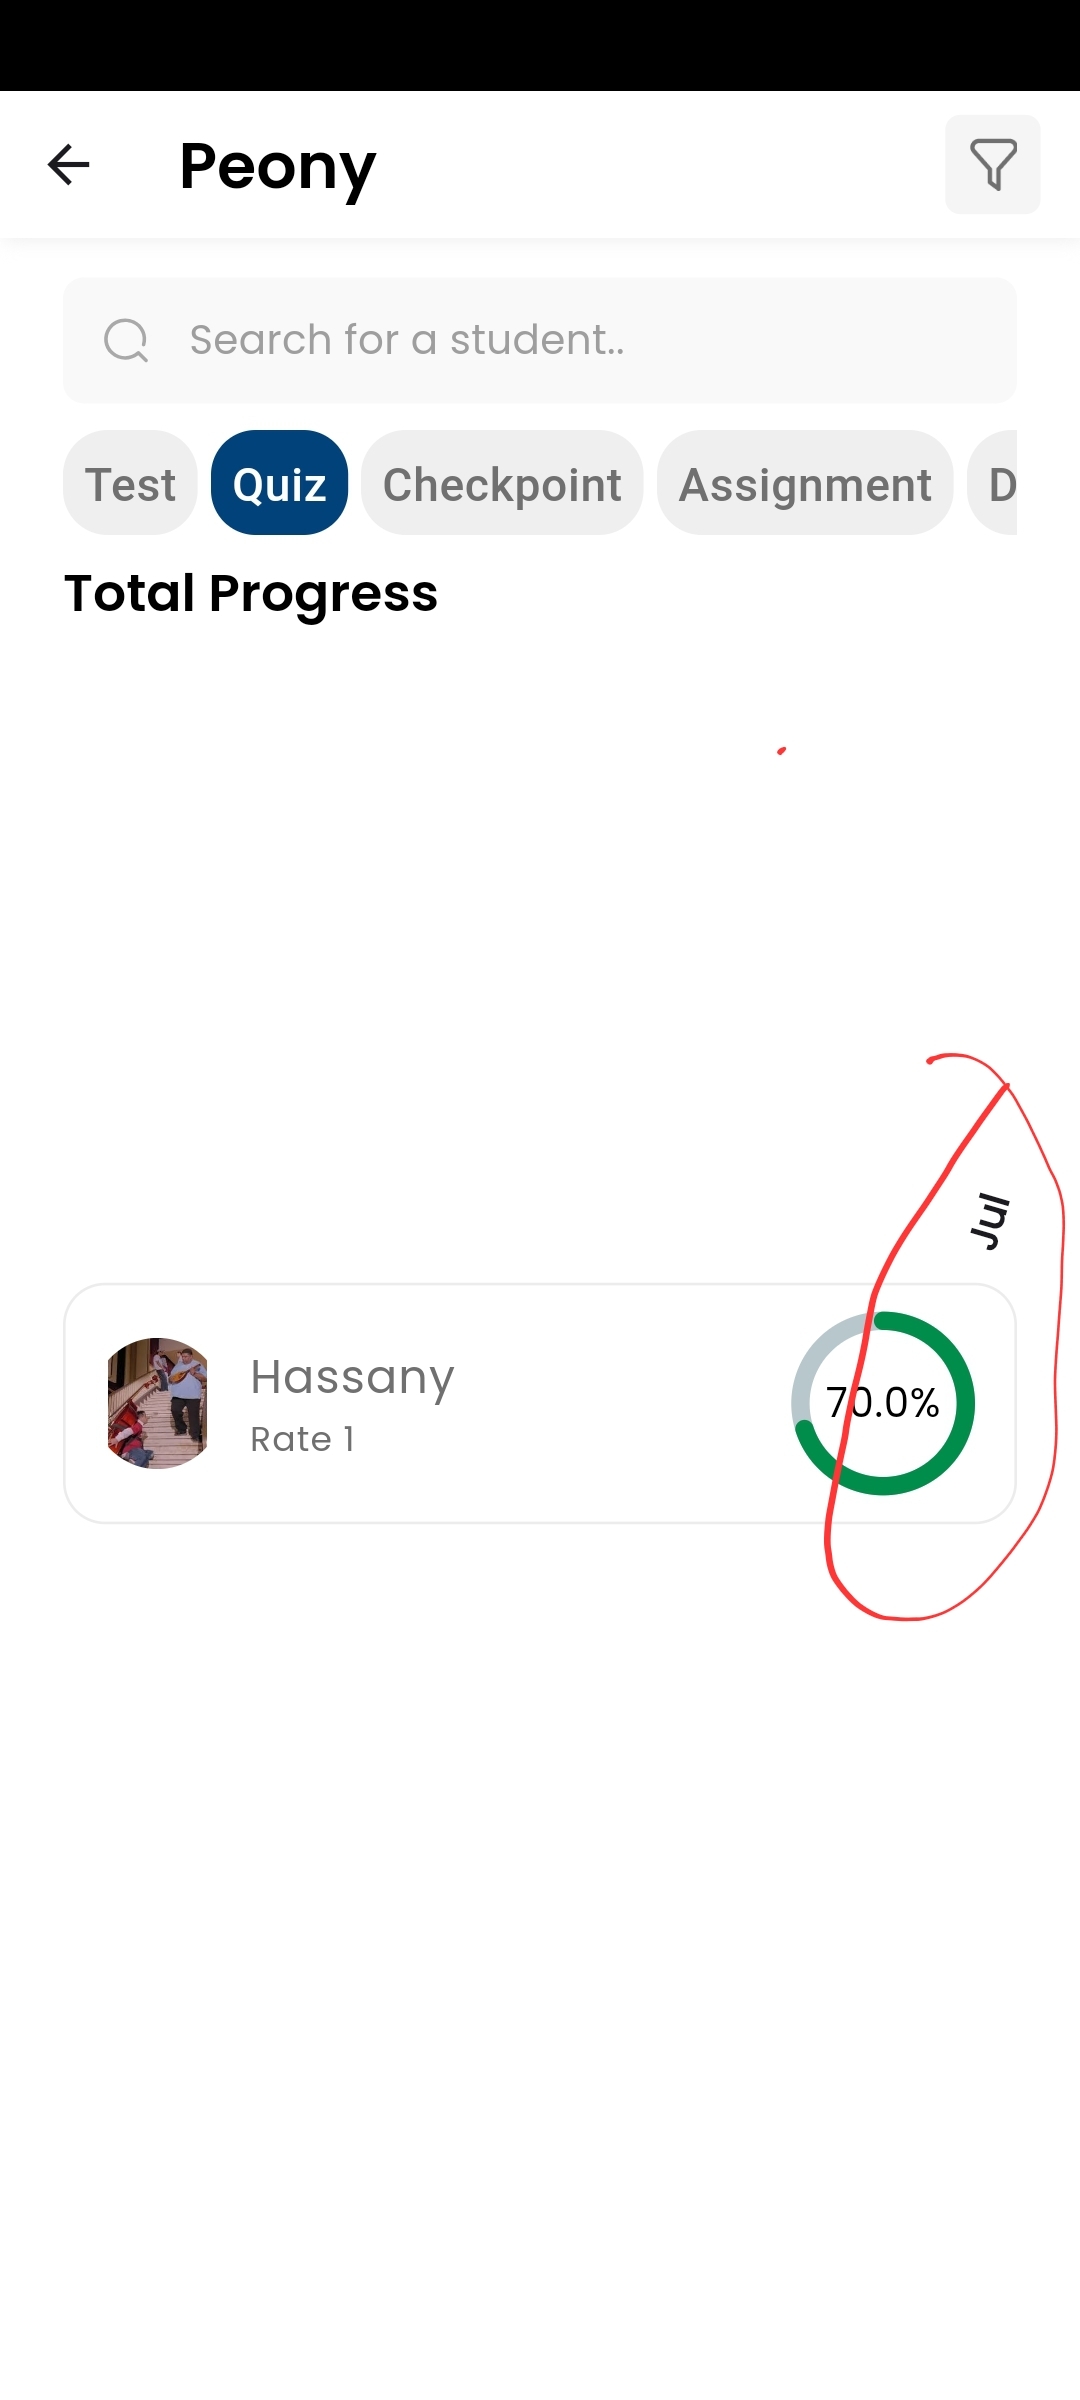 Peony
Search for a student..
Test Quiz Checkpoint Assignment D
Total Progress
Jul
Hassany
Rate 1
70.0%